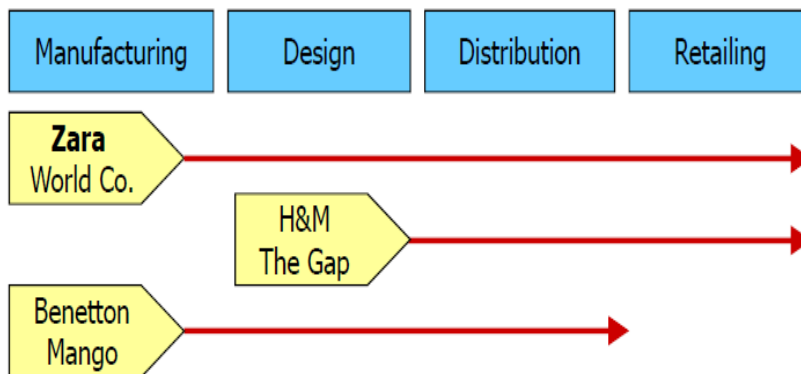 Manufacturing
Design
Distribution
Retailing
Zara
World Co.
H&M
The Gap
Benetton
Mango